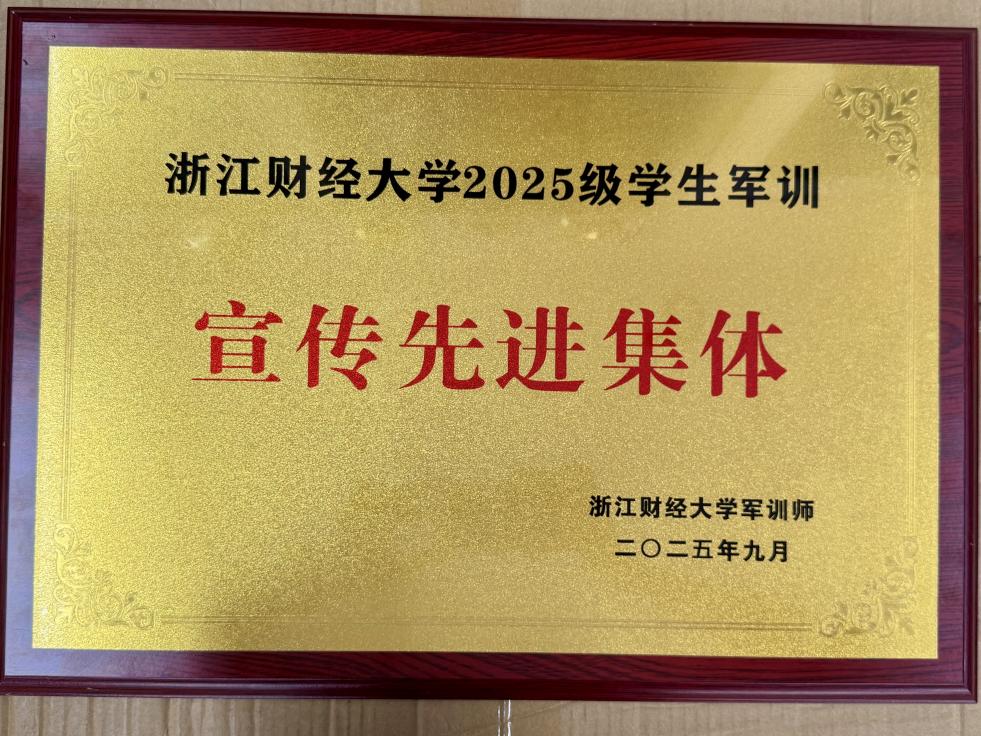 浙江财经大学2025级学生军训
宣传先进集体
浙江财经大学军训师
二〇二五年九月